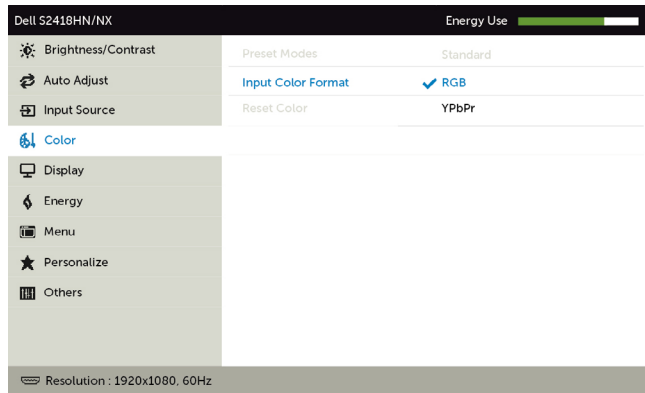 Dell S2418HN/NX Energy Use
Brightness/Contrast
Auto Adjust
Input Source
Color
Display
Energy
Menu
Personalize
Others
Preset Modes Standard
Input Color Format RGB
Reset Color YPbPr
Resolution : 1920x1080, 60Hz